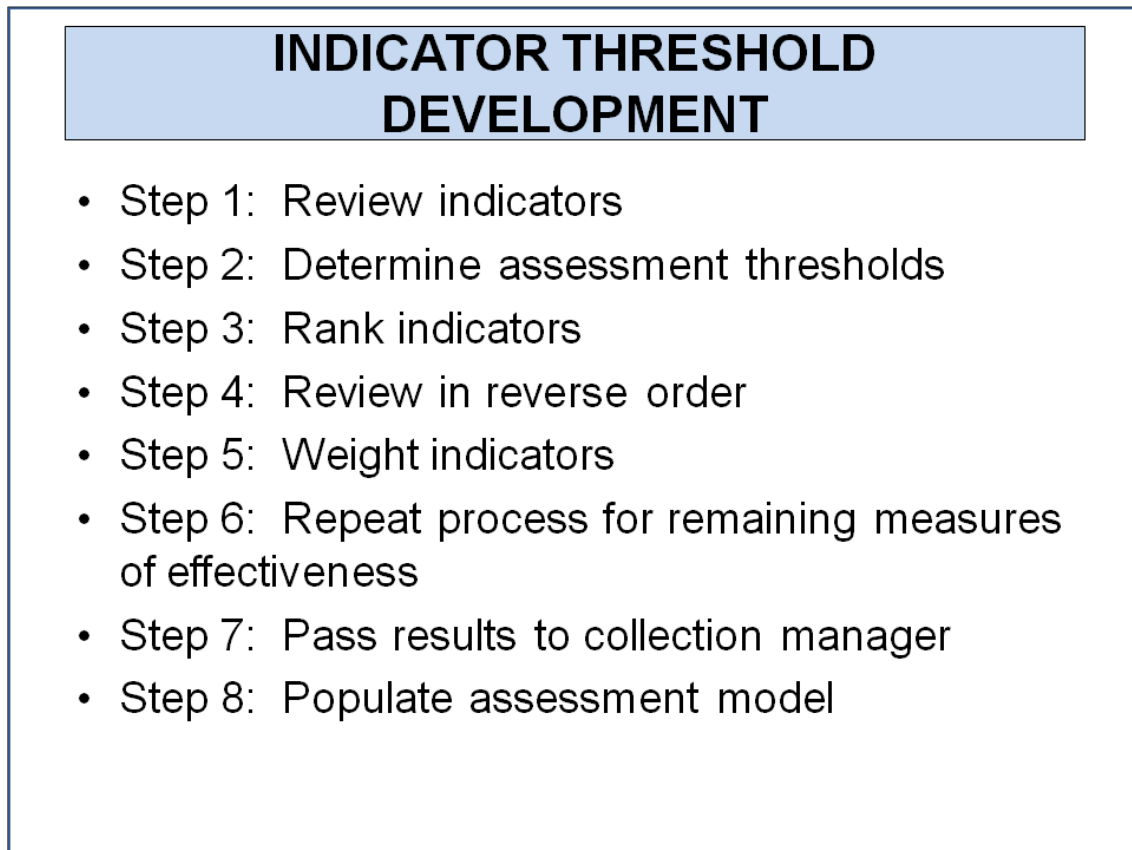 INDICATOR THRESHOLD
DEVELOPMENT
• Step 1:  Review indicators
• Step 2:  Determine assessment thresholds
• Step 3:  Rank indicators
• Step 4:  Review in reverse order
• Step 5:  Weight indicators
• Step 6:  Repeat process for remaining measures
of effectiveness
• Step 7:  Pass results to collection manager
• Step 8:  Populate assessment model